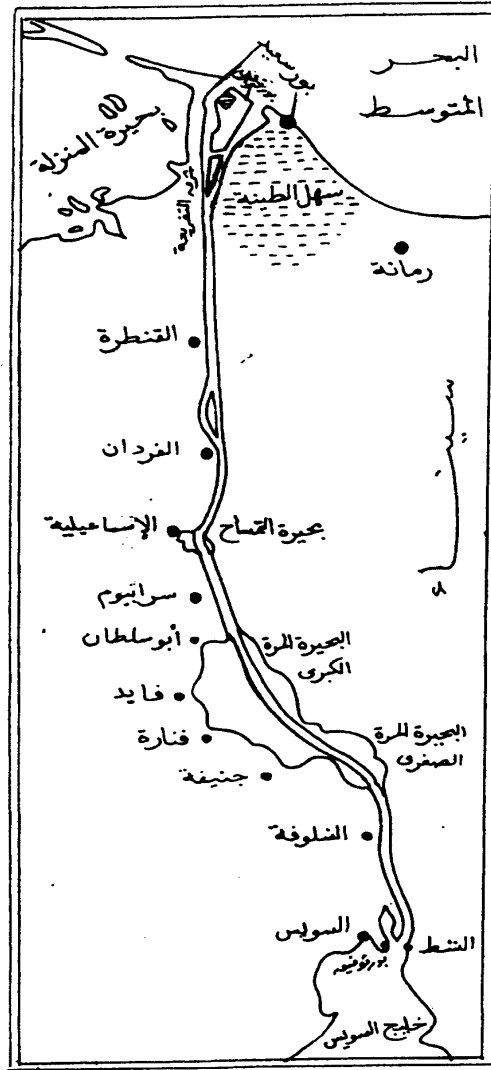 البحر
المتوسط
بور سعيد
بحيرة المنزلة
سهل الطينة
رمانة
القنطرة
الفردان
سيناء
الإسماعيلية
بحيرة التمساح
سرابيوم
أبو سلطان
البحيرة المرة
الكبرى
فايد
فنارة
البحيرة المرة
الصغرى
جنيفة
الشلوفة
السويس
الشط
بور توفيق
خليج السويس